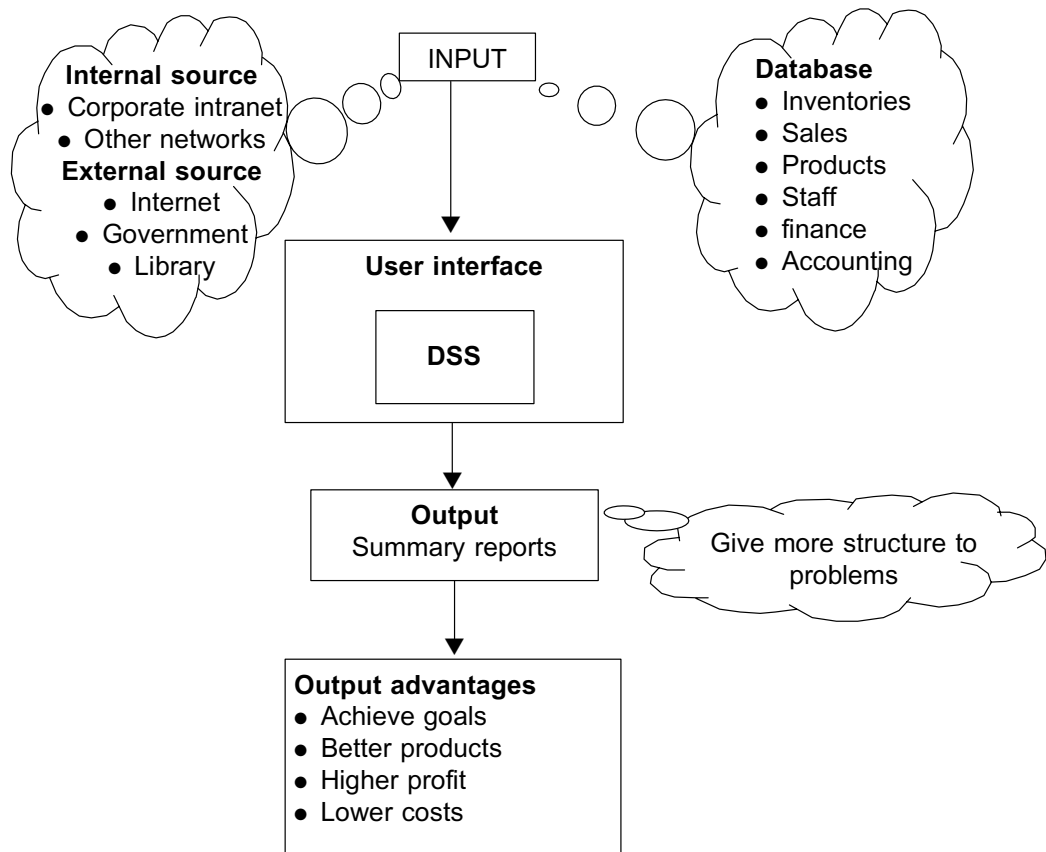 INPUT
Internal source
● Corporate intranet
● Other networks
External source
● Internet
● Government
● Library
Database
● Inventories
● Sales
● Products
● Staff
● finance
● Accounting
User interface
DSS
Output
Summary reports
Give more structure to
problems
Output advantages
● Achieve goals
● Better products
● Higher profit
● Lower costs